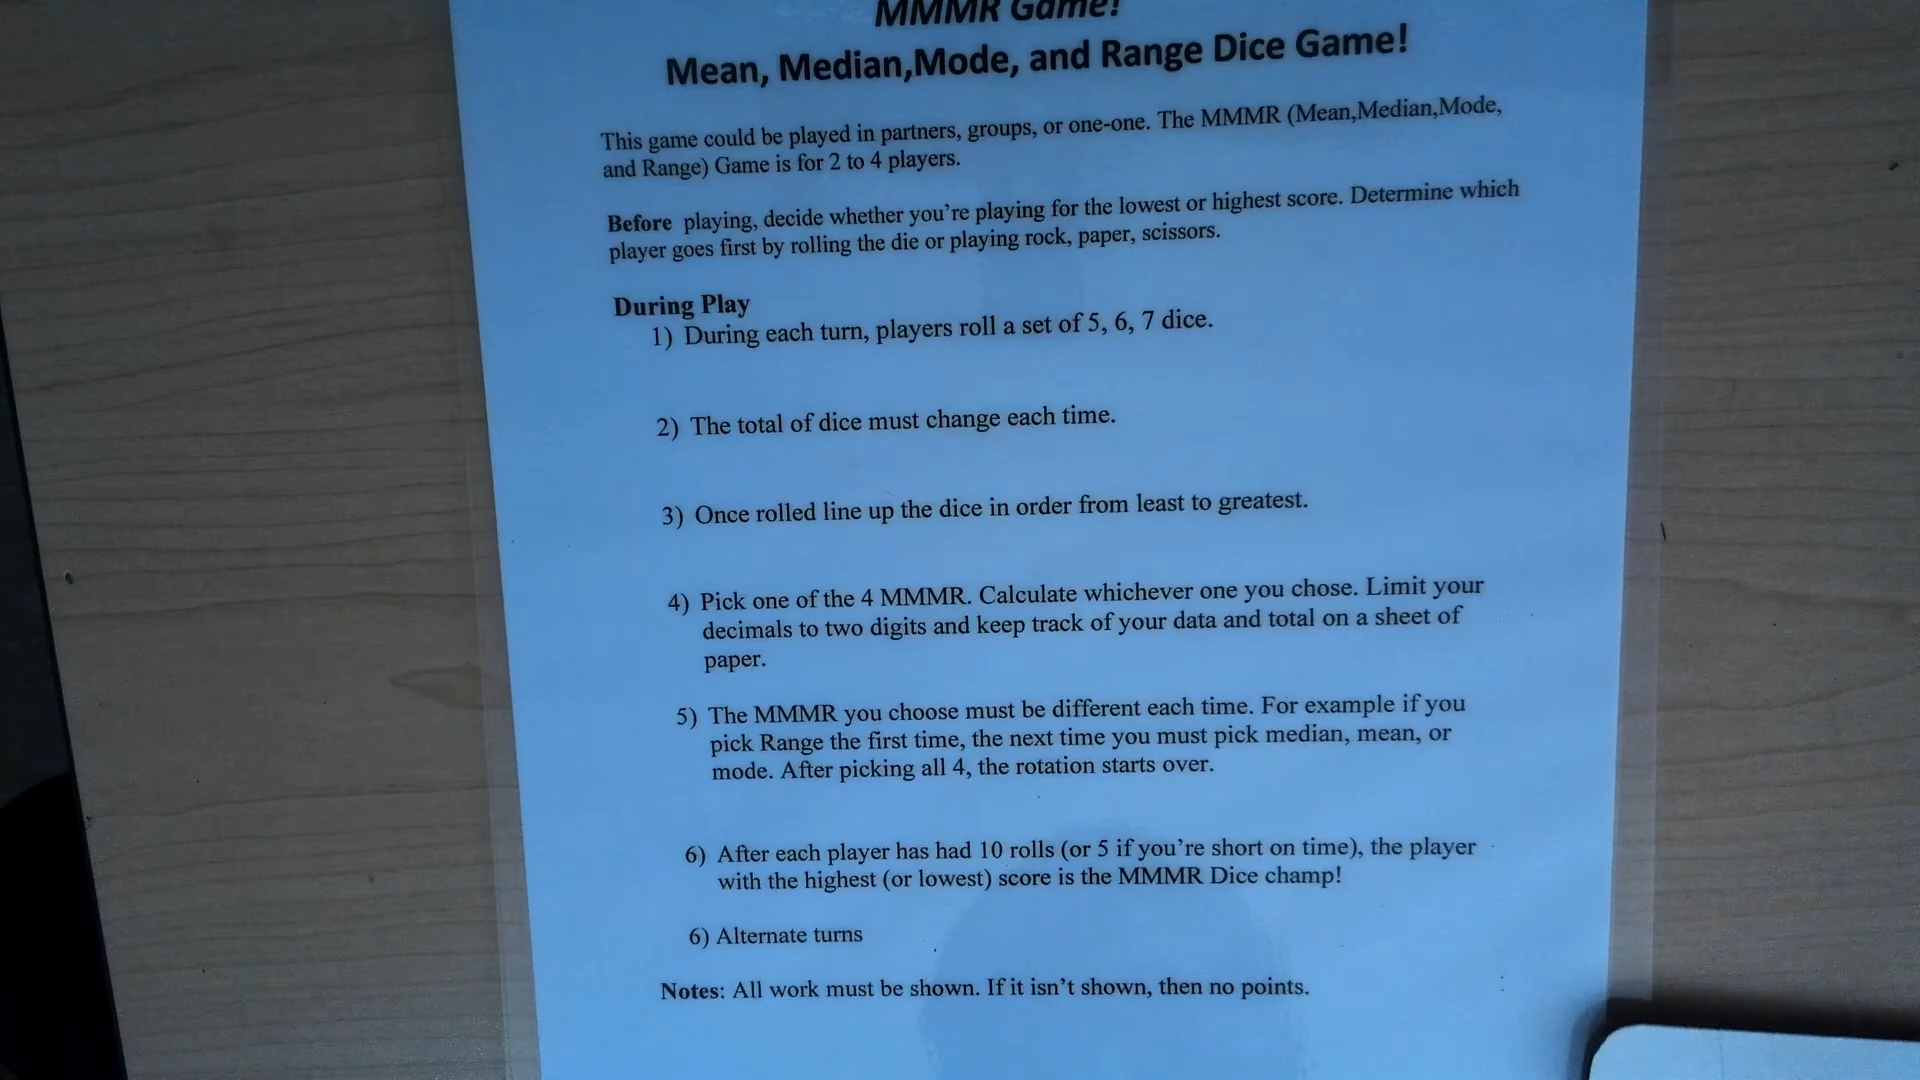 MMMR Game!
Mean, Median,Mode, and Range Dice Game!
This game could be played in partners, groups, or one-one. The MMMR (Mean,Median,Mode,
and Range) Game is for 2 to 4 players.
Before playing, decide whether you're playing for the lowest or highest score. Determine which
player goes first by rolling the die or playing rock, paper, scissors.
During Play
1) During each turn, players roll a set of 5, 6, 7 dice.
2) The total of dice must change each time.
3) Once rolled line up the dice in order from least to greatest.
4) Pick one of the 4 MMMR. Calculate whichever one you chose. Limit your
decimals to two digits and keep track of your data and total on a sheet of
paper.
5) The MMMR you choose must be different each time. For example if you
pick Range the first time, the next time you must pick median, mean, or
mode. After picking all 4, the rotation starts over.
6) After each player has had 10 rolls (or 5 if you're short on time), the player
with the highest (or lowest) score is the MMMR Dice champ!
6) Alternate turns
Notes: All work must be shown. If it isn't shown, then no points.